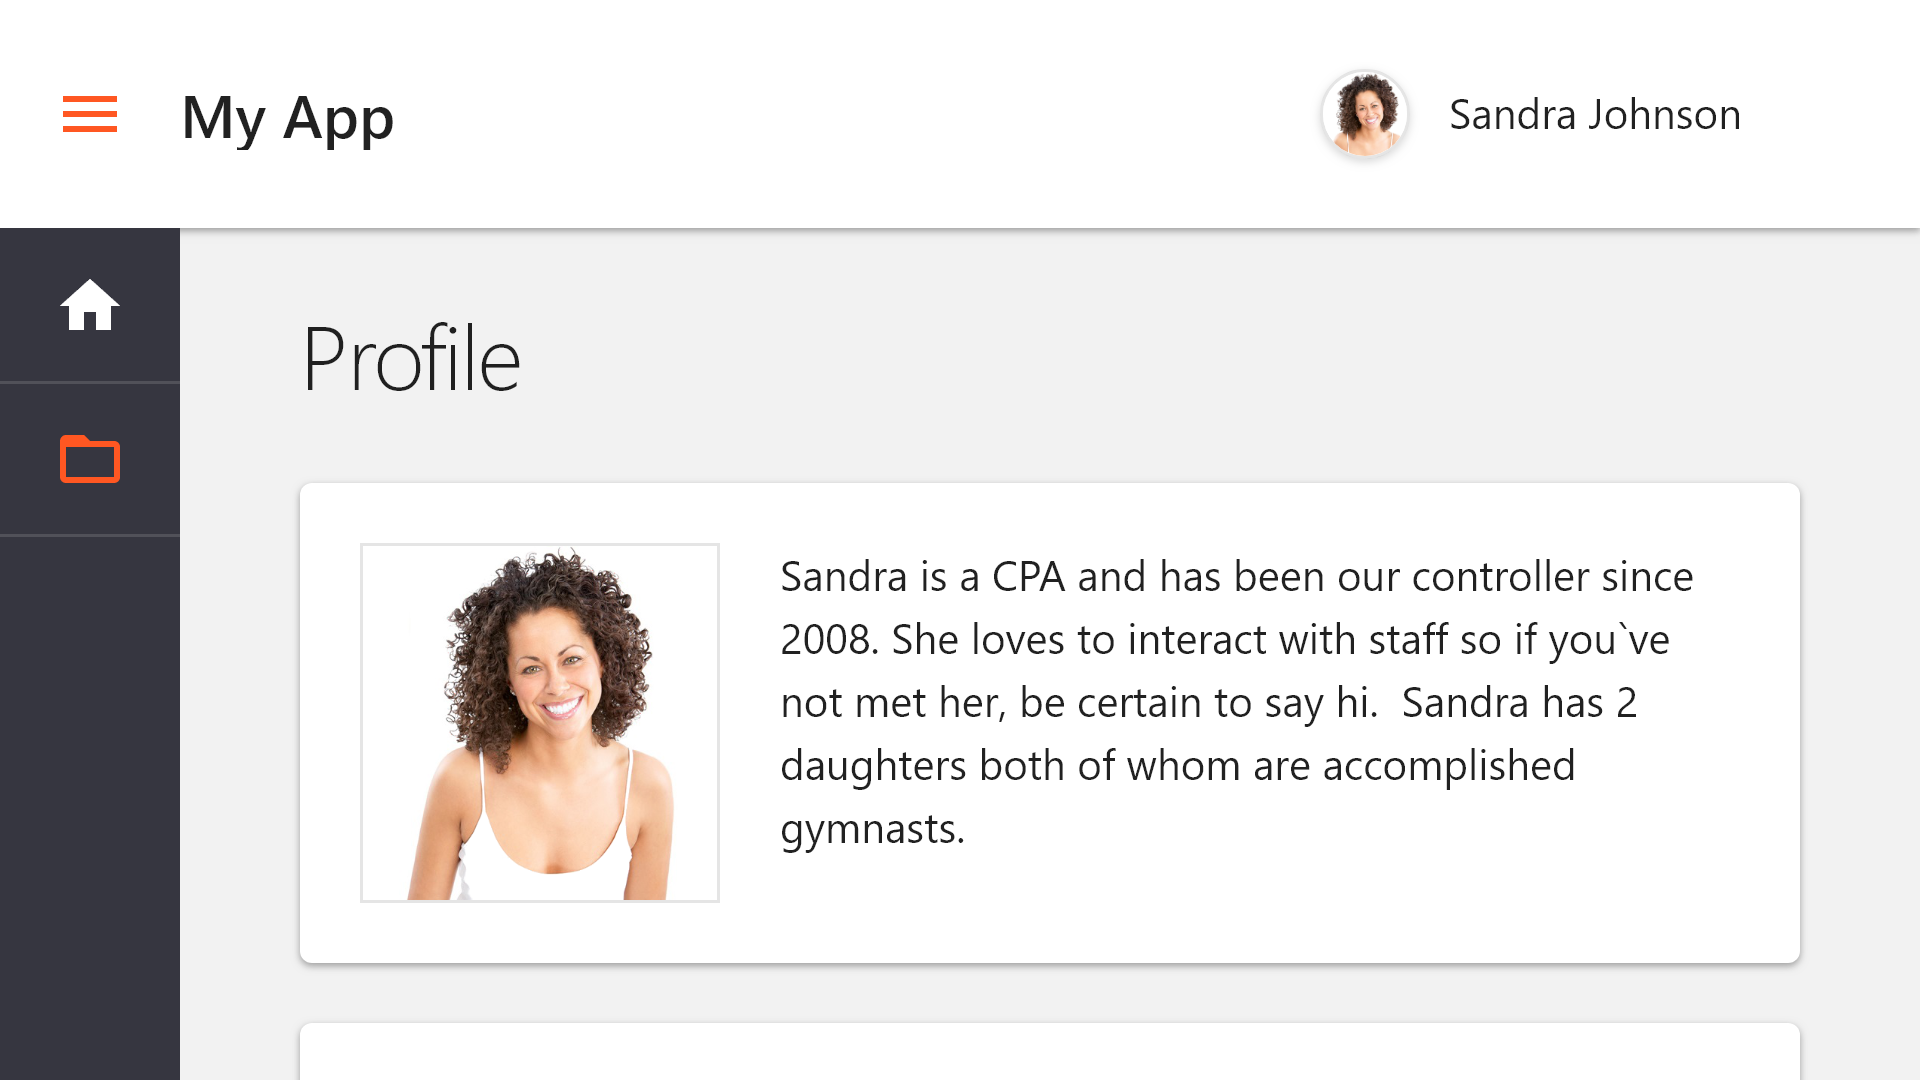 My App
Sandra Johnson
Profile
Sandra is a CPA and has been our controller since
2008. She loves to interact with staff so if you`ve
not met her, be certain to say hi.  Sandra has 2
daughters both of whom are accomplished
gymnasts.